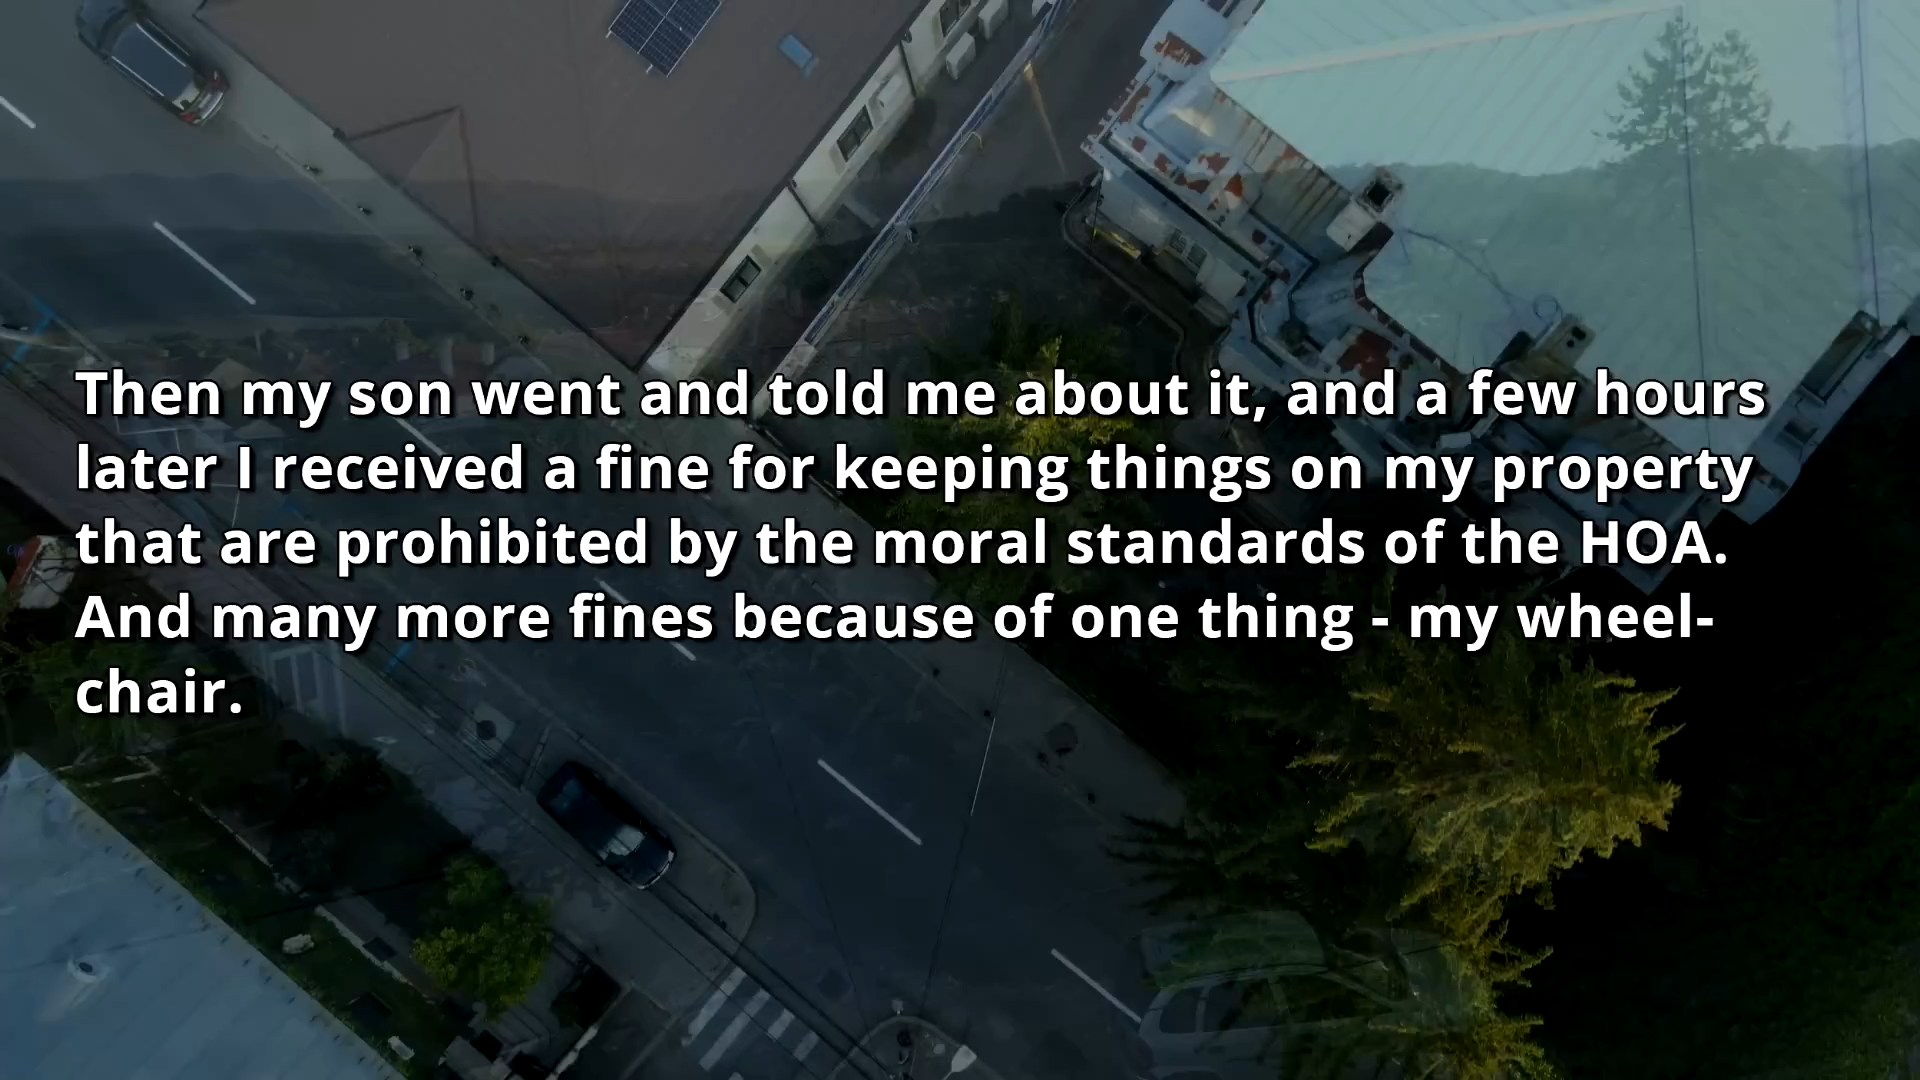 Then my son went and told me about it, and a few hours
later I received a fine for keeping things on my property
that are prohibited by the moral standards of the HOA.
And many more fines because of one thing - my wheel-
chair.